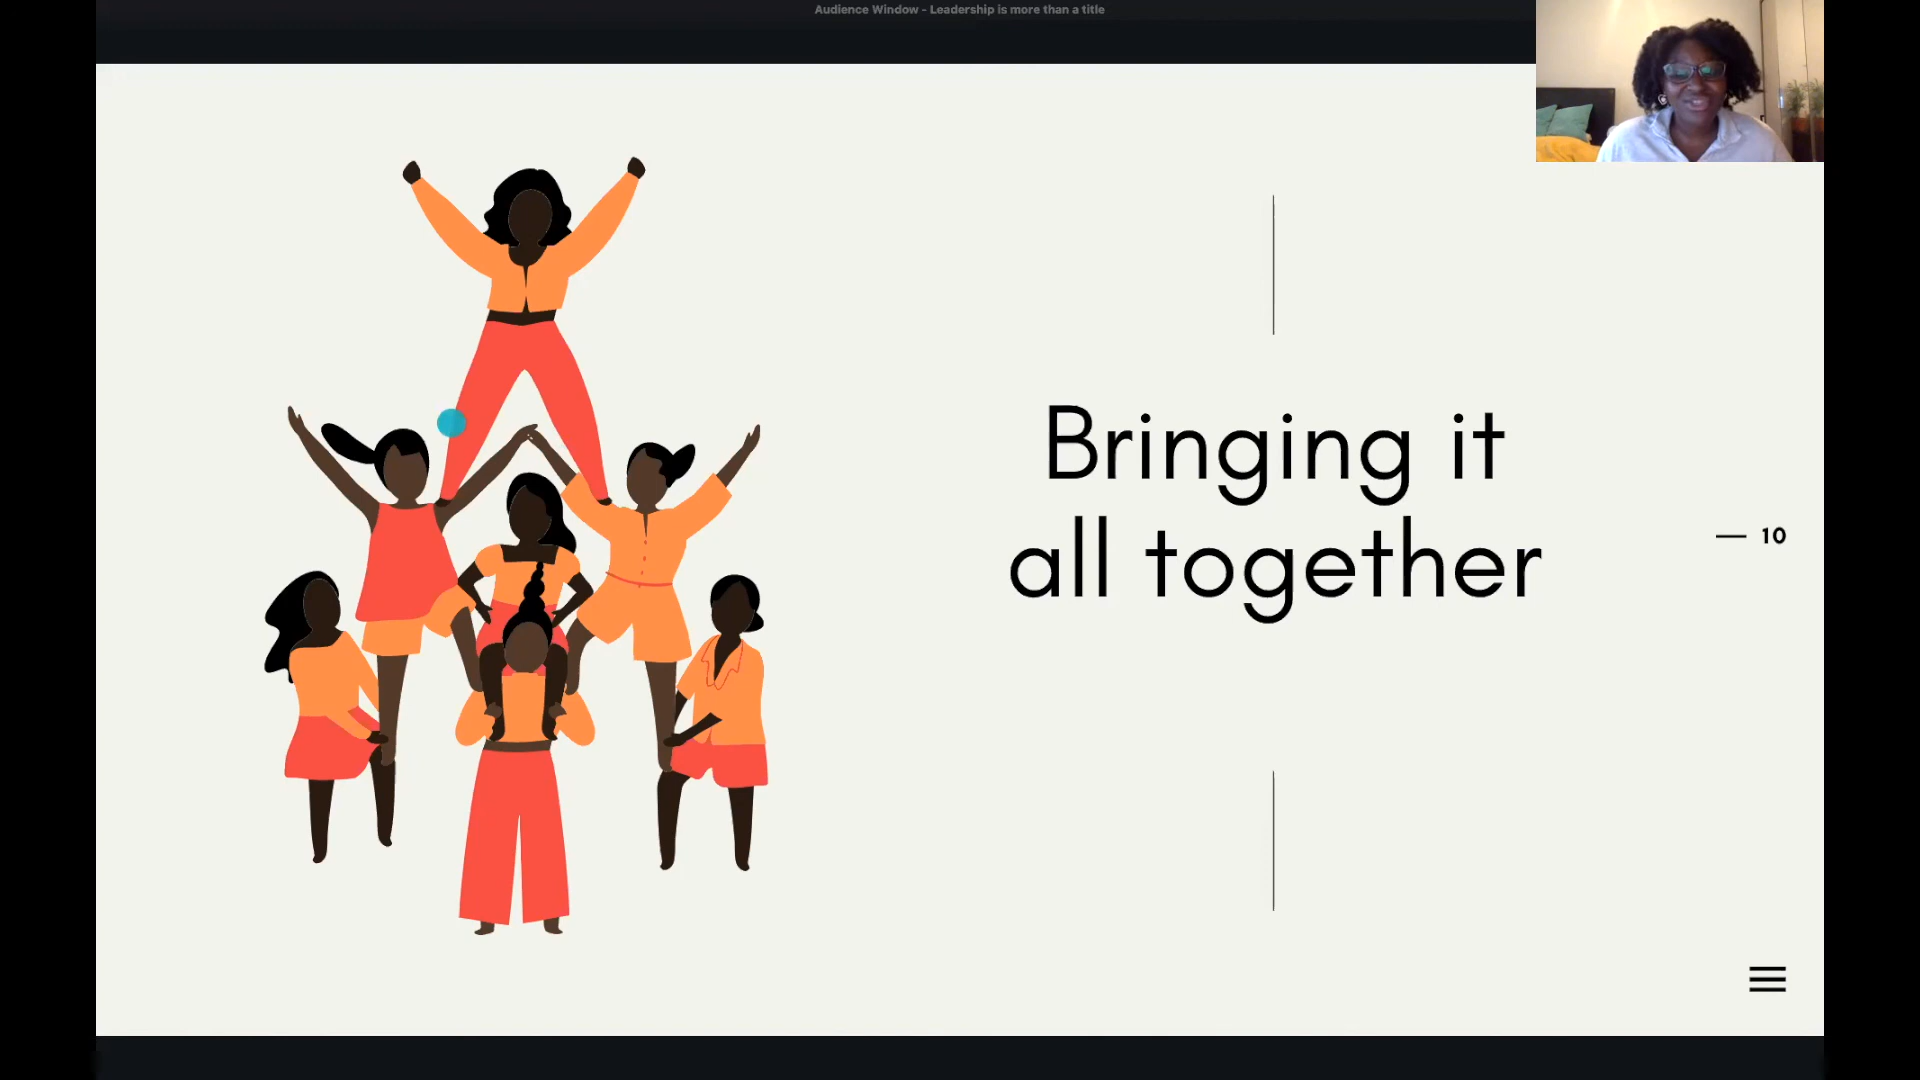 Audience Window - Leadership is more than a title
Bringing it
all together
— 10